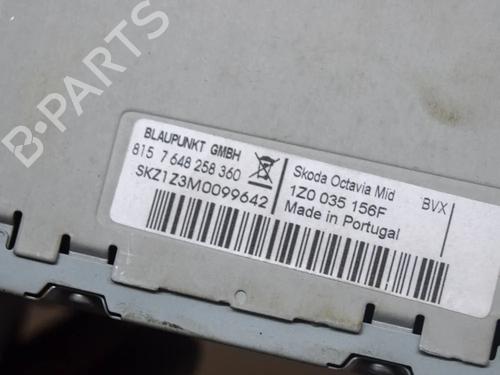 B-PARTS
BLAUPUNKT GMBH
815 7 648 258 360
SKZ1Z3M0099642
Skoda Octavia Mid BVX
1Z0 035 156F
Made in Portugal